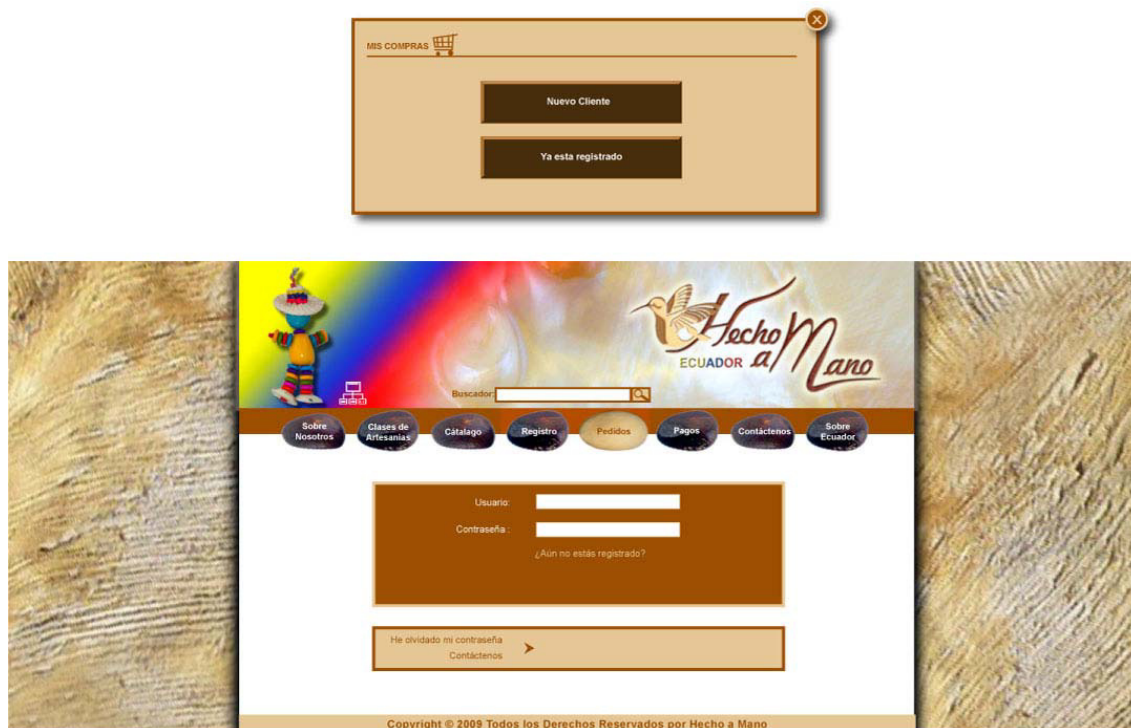 MIS COMPRAS
Nuevo Cliente
Ya esta registrado
Hecho a Mano
ECUADOR
Buscador:
Sobre Nosotros
Clases de Artesanias
Cátalago
Registro
Pedidos
Pagos
Contáctenos
Sobre Ecuador
Usuario:
Contraseña :
¿Aún no estás registrado?
He olvidado mi contraseña
Contáctenos
Copyright © 2009 Todos los Derechos Reservados por Hecho a Mano